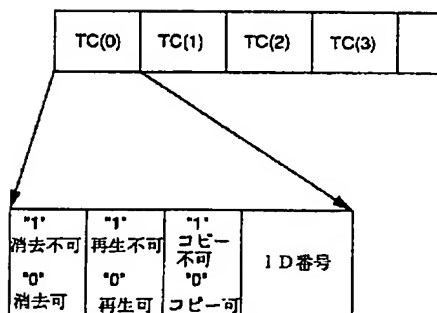 TC(0) TC(1) TC(2) TC(3)
"1" "1" "1"
消去不可 再生不可 コピー
不可
ID番号
"0" "0" "0"
消去可 再生可 コピー可